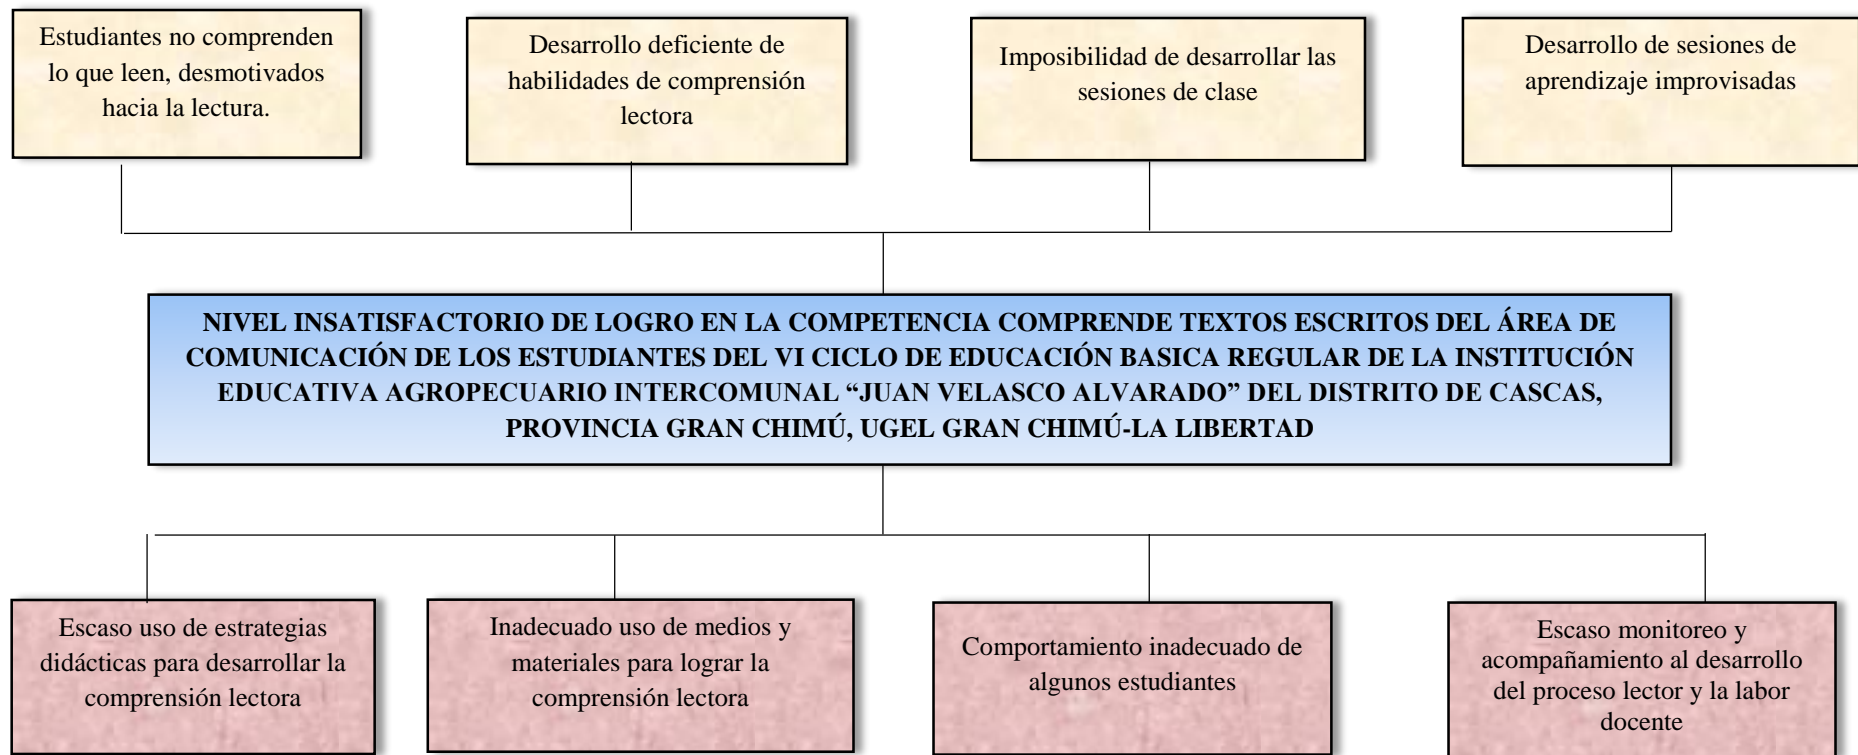 Estudiantes no comprenden
lo que leen, desmotivados
hacia la lectura.
Desarrollo deficiente de
habilidades de comprensión
lectora
Imposibilidad de desarrollar las
sesiones de clase
Desarrollo de sesiones de
aprendizaje improvisadas
NIVEL INSATISFACTORIO DE LOGRO EN LA COMPETENCIA COMPRENDE TEXTOS ESCRITOS DEL ÁREA DE
COMUNICACIÓN DE LOS ESTUDIANTES DEL VI CICLO DE EDUCACIÓN BASICA REGULAR DE LA INSTITUCIÓN
EDUCATIVA AGROPECUARIO INTERCOMUNAL “JUAN VELASCO ALVARADO” DEL DISTRITO DE CASCAS,
PROVINCIA GRAN CHIMÚ, UGEL GRAN CHIMÚ-LA LIBERTAD
Escaso uso de estrategias
didácticas para desarrollar la
comprensión lectora
Inadecuado uso de medios y
materiales para lograr la
comprensión lectora
Comportamiento inadecuado de
algunos estudiantes
Escaso monitoreo y
acompañamiento al desarrollo
del proceso lector y la labor
docente